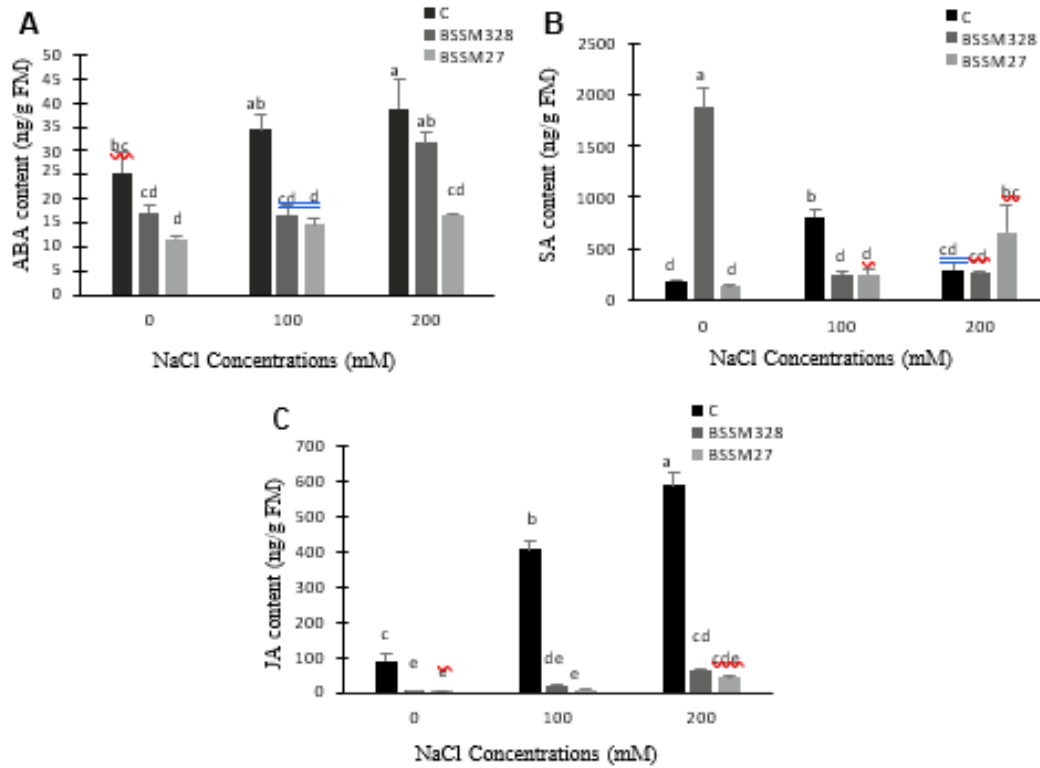 A
C
BSSM328
BSSM27
ABA content (ng/g FM)
50
45
40
35
30
25
20
15
10
5
0
bc
cd
d
ab
cd
d
a
ab
cd
0
100
200
NaCl Concentrations (mM)
B
C
BSSM328
BSSM27
SA content (ng/g FM)
2500
2000
1500
1000
500
0
d
a
d
b
d
d
cd
cd
bc
0
100
200
NaCl Concentrations (mM)
C
C
BSSM328
BSSM27
JA content (ng/g FM)
700
600
500
400
300
200
100
0
c
e
e
b
de
e
a
cd
cde
0
100
200
NaCl Concentrations (mM)